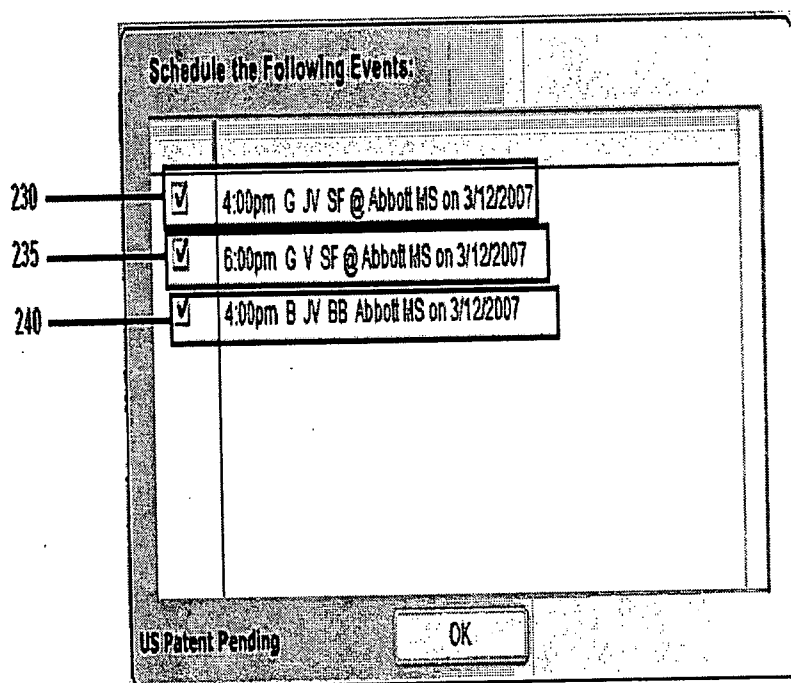 Schedule the Following Events:
230 4:00pm G JV SF @ Abbott MS on 3/12/2007
235 6:00pm G V SF @ Abbott MS on 3/12/2007
240 4:00pm B JV BB Abbott MS on 3/12/2007
US Patent Pending
OK